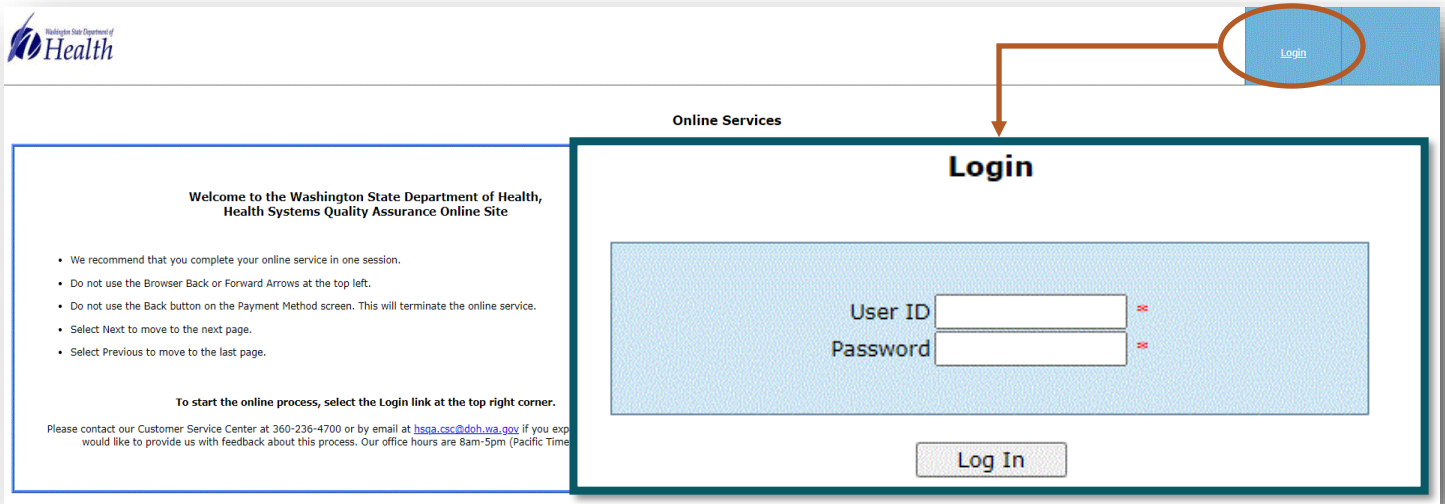 Washington State Department of
Health
Login
Online Services
Welcome to the Washington State Department of Health,
Health Systems Quality Assurance Online Site
• We recommend that you complete your online service in one session.
• Do not use the Browser Back or Forward Arrows at the top left.
• Do not use the Back button on the Payment Method screen. This will terminate the online service.
• Select Next to move to the next page.
• Select Previous to move to the last page.
To start the online process, select the Login link at the top right corner.
Please contact our Customer Service Center at 360-236-4700 or by email at hsqa.csc@doh.wa.gov if you exp
would like to provide us with feedback about this process. Our office hours are 8am-5pm (Pacific Time
Login
User ID *
Password *
Log In